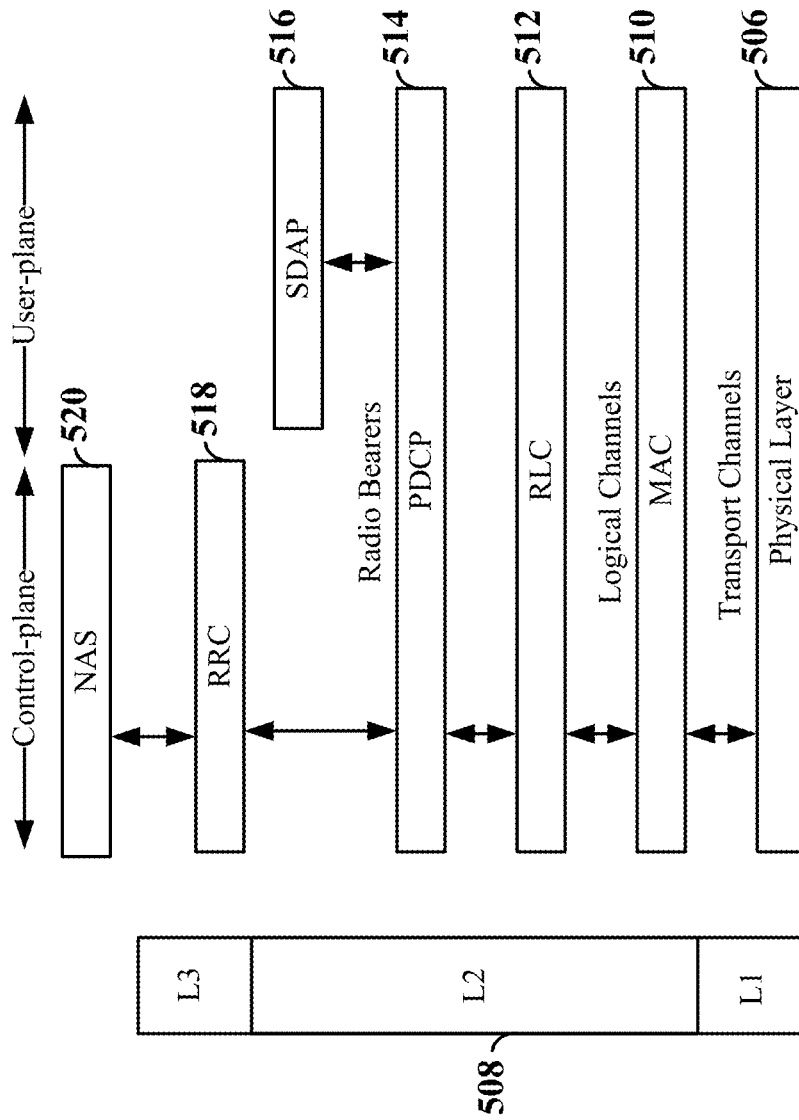 Control-plane
User-plane
NAS
520
RRC
518
SDAP
516
Radio Bearers
PDCP
514
RLC
512
Logical Channels
MAC
510
Transport Channels
Physical Layer
506
L3
L2
L1
508